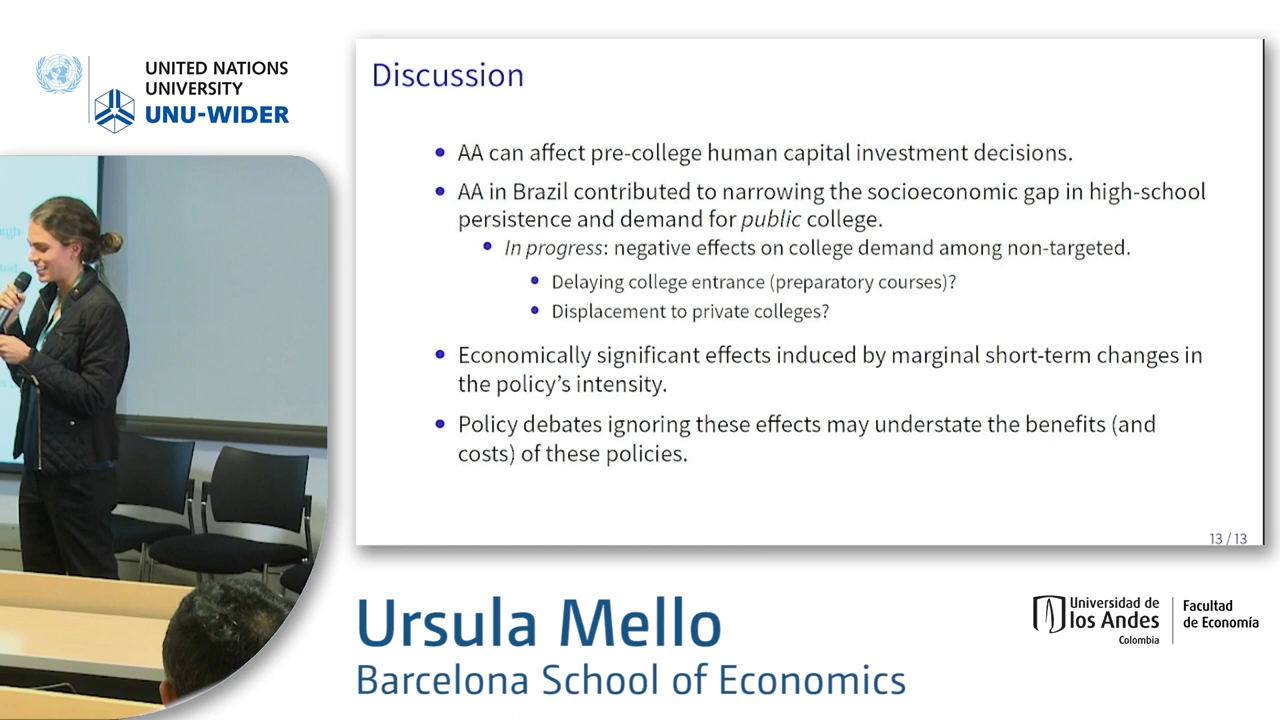 UNITED NATIONS
UNIVERSITY
UNU-WIDER
Discussion
• AA can affect pre-college human capital investment decisions.
• AA in Brazil contributed to narrowing the socioeconomic gap in high-school
persistence and demand for public college.
• In progress: negative effects on college demand among non-targeted.
• Delaying college entrance (preparatory courses)?
• Displacement to private colleges?
• Economically significant effects induced by marginal short-term changes in
the policy’s intensity.
• Policy debates ignoring these effects may understate the benefits (and
costs) of these policies.
13 / 13
Ursula Mello
Barcelona School of Economics
Universidad de
los Andes
Colombia
Facultad
de Economía